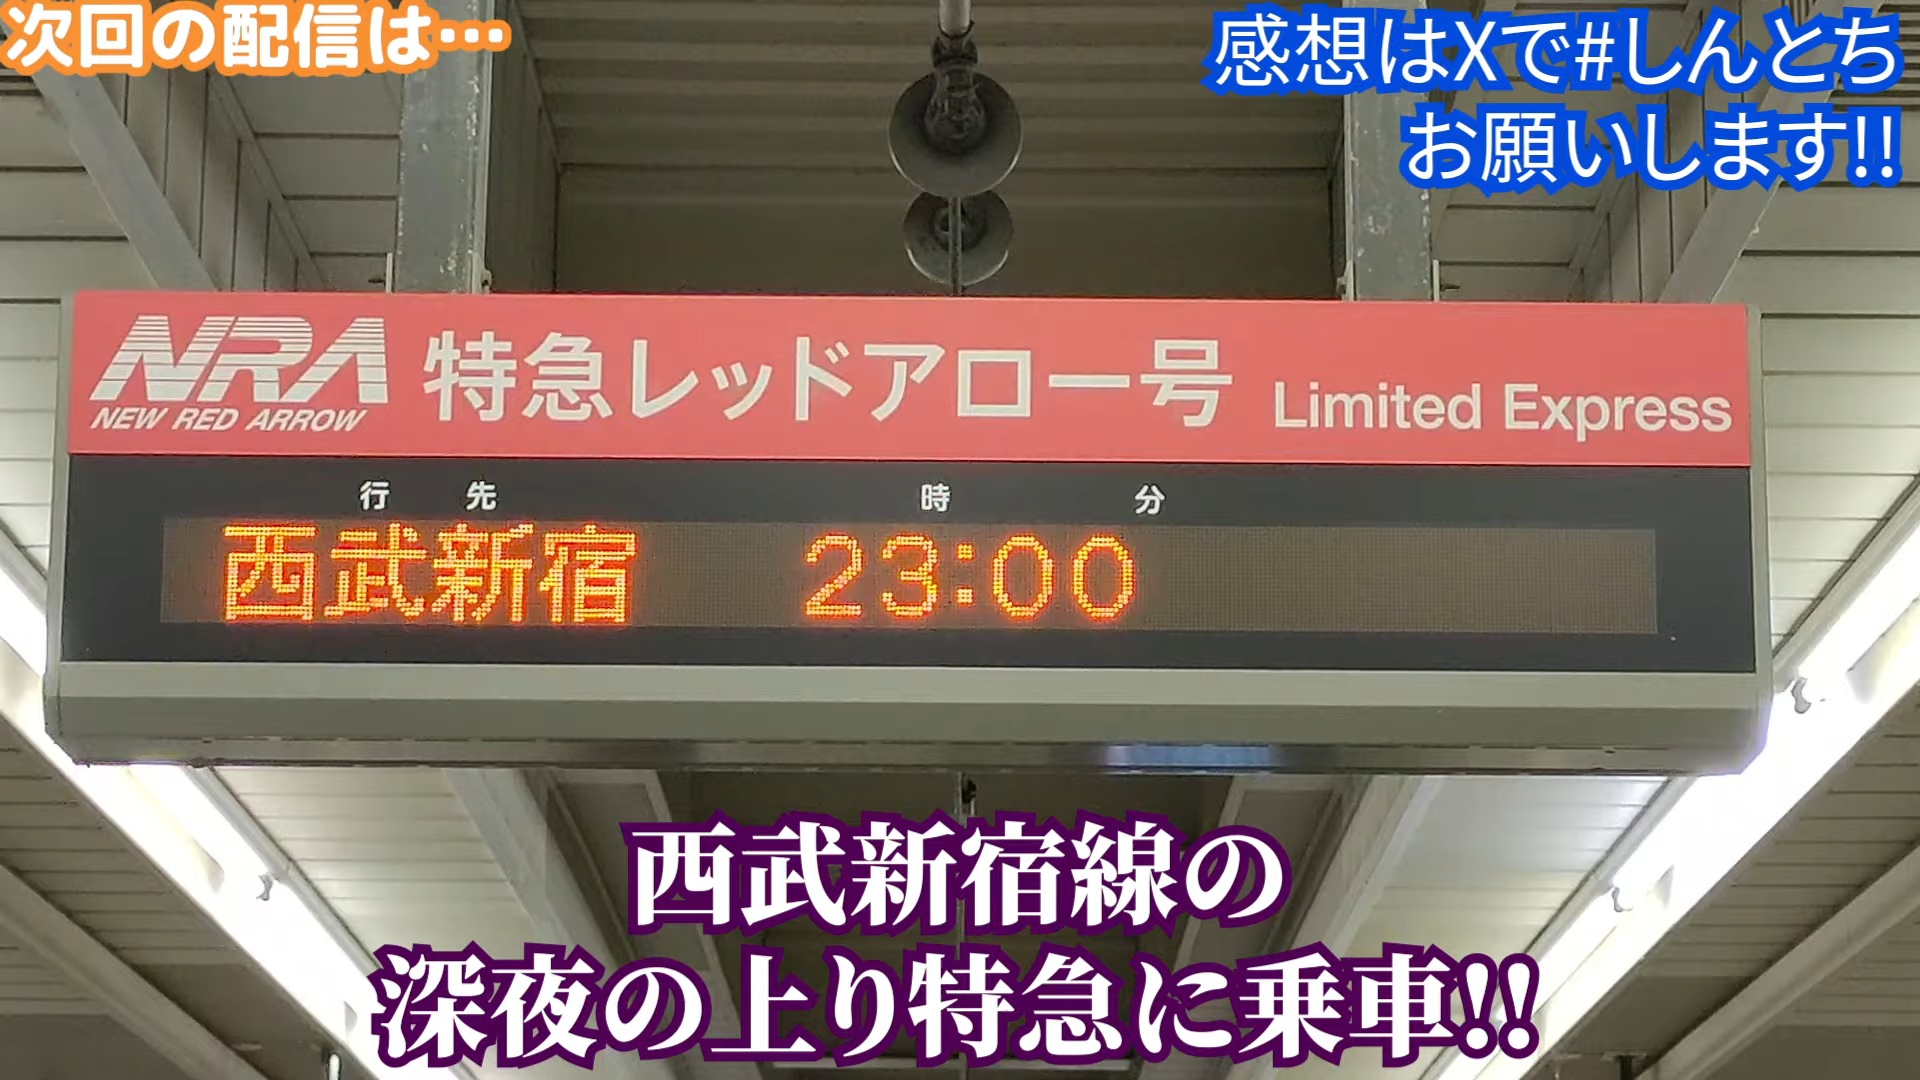 次回の配信は…
感想はXで#しんとち
お願いします!!
NRA
NEW RED ARROW
特急レッドアロー号 Limited Express
行先 時 分
西武新宿 23:00
西武新宿線の
深夜の上り特急に乗車!!